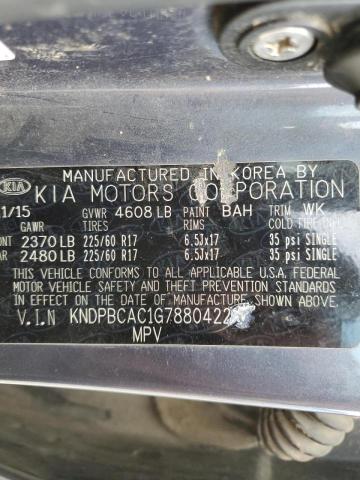 MANUFACTURED IN KOREA BY
KIA KIA MOTORS CORPORATION
1/15 GVWR 4608 LB PAINT BAH TRIM WK
GAWR TIRES RIMS COLD TIRE
2370 LB 225/60 R17 6.5Jx17 35 psi SINGLE
2480 LB 225/60 R17 6.5Jx17 35 psi SINGLE
THIS VEHICLE CONFORMS TO ALL APPLICABLE U.S.A. FEDERAL
MOTOR VEHICLE SAFETY, BUMPER, AND THEFT PREVENTION STANDARDS
IN EFFECT ON THE DATE OF MANUFACTURE SHOWN ABOVE.
V.I.N KNDPBCAC1G7880422
MPV